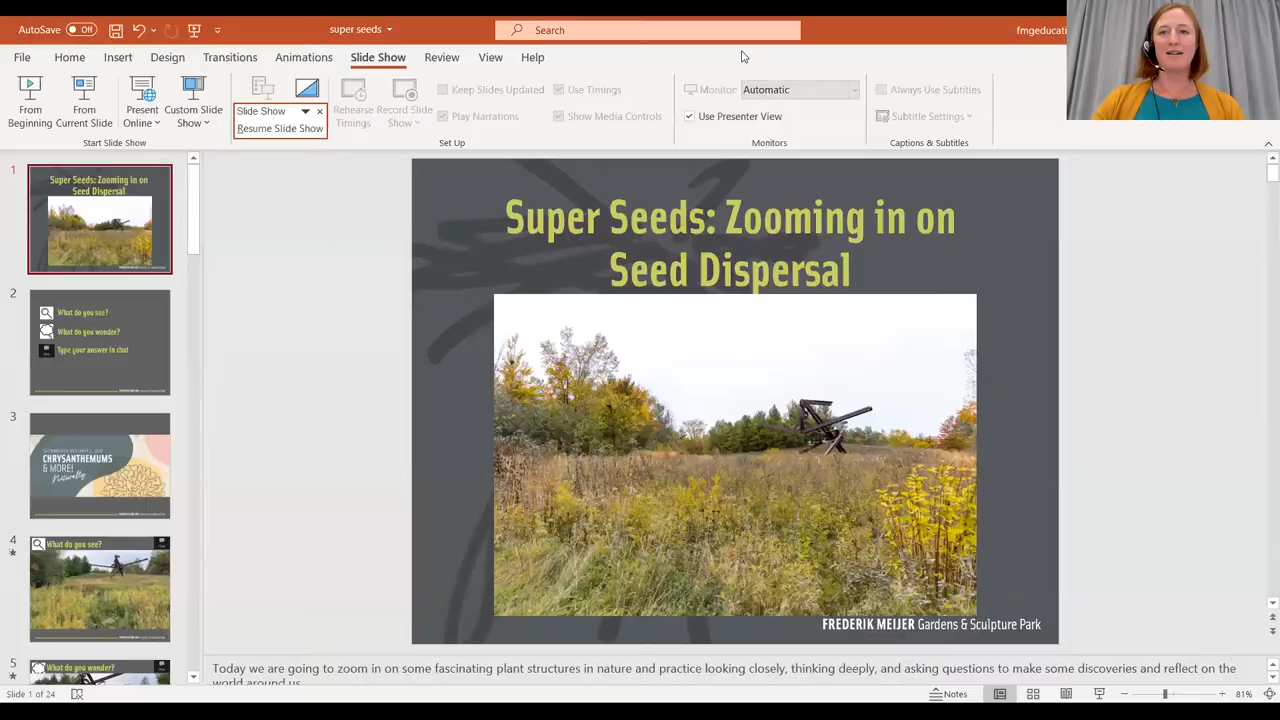 AutoSave Off
super seeds
Search
fmgeducati
File Home Insert Design Transitions Animations Slide Show Review View Help
From Beginning
From Current Slide
Present Online
Custom Slide Show
Start Slide Show
Slide Show
Resume Slide Show
Rehearse Timings
Record Slide Show
Keep Slides Updated
Play Narrations
Use Timings
Show Media Controls
Set Up
Monitor Automatic
Use Presenter View
Monitors
Always Use Subtitles
Subtitle Settings
Captions & Subtitles
1
Super Seeds: Zooming in on
Seed Dispersal
2
What do you see?
What do you wonder?
Type your answer in chat
3
CHRYSANTHEMUMS
& MORE!
Naturally
4
What do you see?
5
What do you wonder?
Super Seeds: Zooming in on
Seed Dispersal
FREDERIK MEIJER Gardens & Sculpture Park
Today we are going to zoom in on some fascinating plant structures in nature and practice looking closely, thinking deeply, and asking questions to make some discoveries and reflect on the
world around us
Slide 1 of 24
Notes
81%